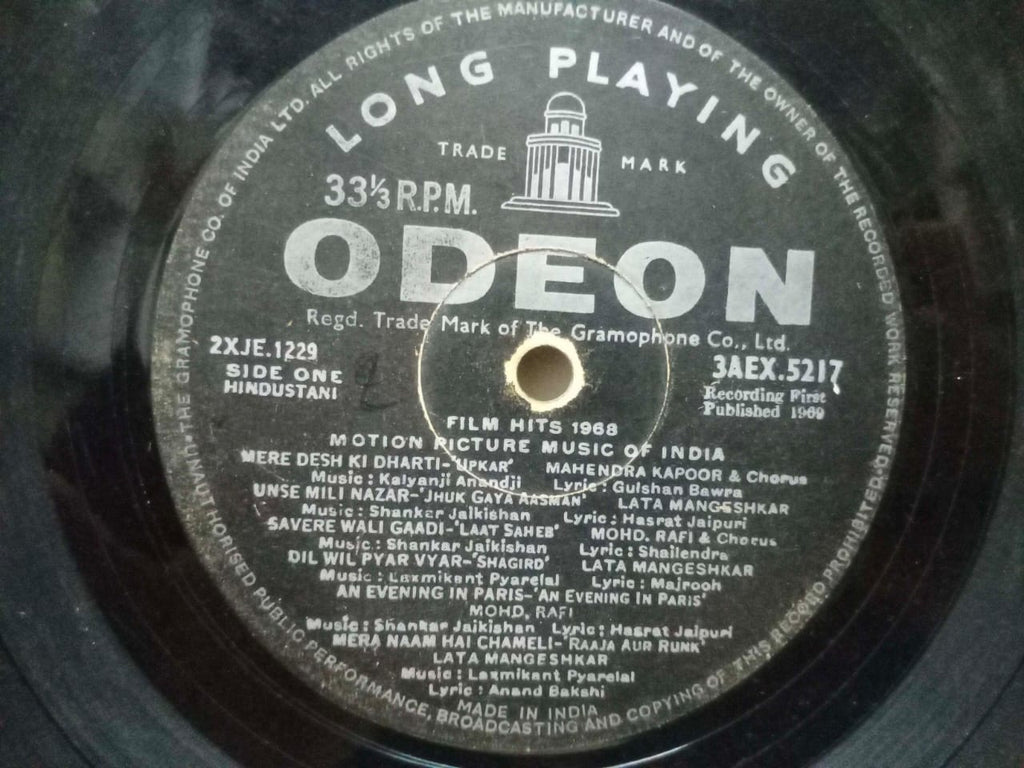 UNAUTHORISED PUBLIC PERFORMANCE, BROADCASTING AND COPYING OF THIS RECORD PROHIBITED. THE GRAMOPHONE CO. OF INDIA LTD. ALL RIGHTS OF THE MANUFACTURER AND OF THE OWNER OF THE RECORDED WORK RESERVED.
LONG PLAYING
TRADE MARK
33⅓ R.P.M.
ODEON
Regd. Trade Mark of The Gramophone Co., Ltd.
2XJE.1229 3AEX.5217
SIDE ONE Recording First
HINDUSTANI Published 1969
2
FILM HITS 1968
MOTION PICTURE MUSIC OF INDIA
MERE DESH KI DHARTI-'UPKAR' MAHENDRA KAPOOR & Chorus
Music : Kalyanji Anandji Lyric : Gulshan Bawra
UNSE MILI NAZAR-'JHUK GAYA AASMAN' LATA MANGESHKAR
Music : Shanker Jaikishan Lyric : Hasrat Jaipuri
SAVERE WALI GAADI-'LAAT SAHEB' MOHD. RAFI & Chorus
Music : Shankar Jaikishan Lyric : Shailendra
DIL WIL PYAR VYAR-'SHAGIRD' LATA MANGESHKAR
Music : Laxmikant Pyarelal Lyric : Majrooh
AN EVENING IN PARIS-'AN EVENING IN PARIS'
MOHD. RAFI
Music : Shankar Jaikishan Lyric : Hasrat Jaipuri
MERA NAAM HAI CHAMELI-'RAAJA AUR RUNK'
LATA MANGESHKAR
Music : Laxmikant Pyarelal
Lyric : Anand Bakshi
MADE IN INDIA